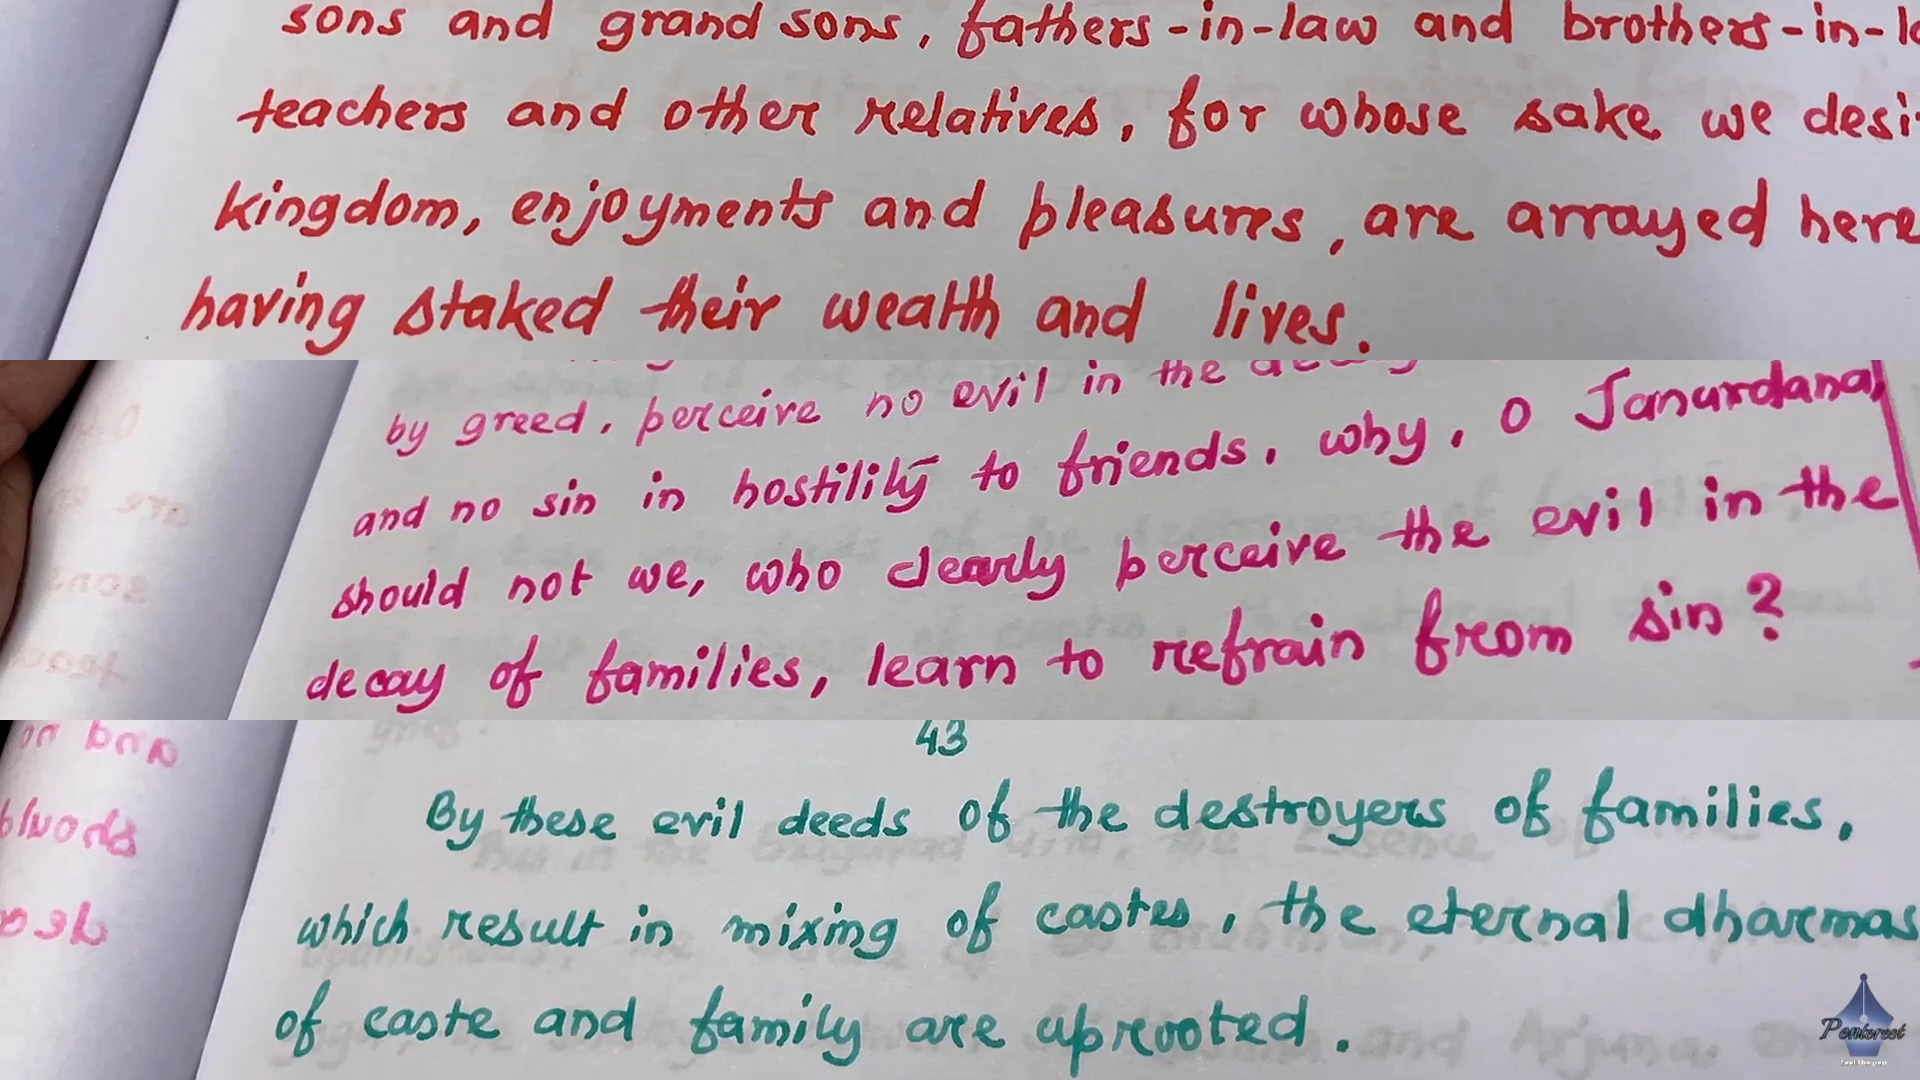 sons and grand sons, fathers-in-law and brothers-in-
teachers and other relatives, for whose sake we
kingdom, enjoyments and pleasures, are arrayed here
having staked their wealth and lives.
by greed, perceive no evil in the
and no sin in hostility to friends, why, O Janardana,
should not we, who clearly perceive the evil in the
decay of families, learn to refrain from sin?
43
By these evil deeds of the destroyers of families,
which result in mixing of castes, the eternal dharmas
of caste and family are uprooted.
Penterest
feel the pen